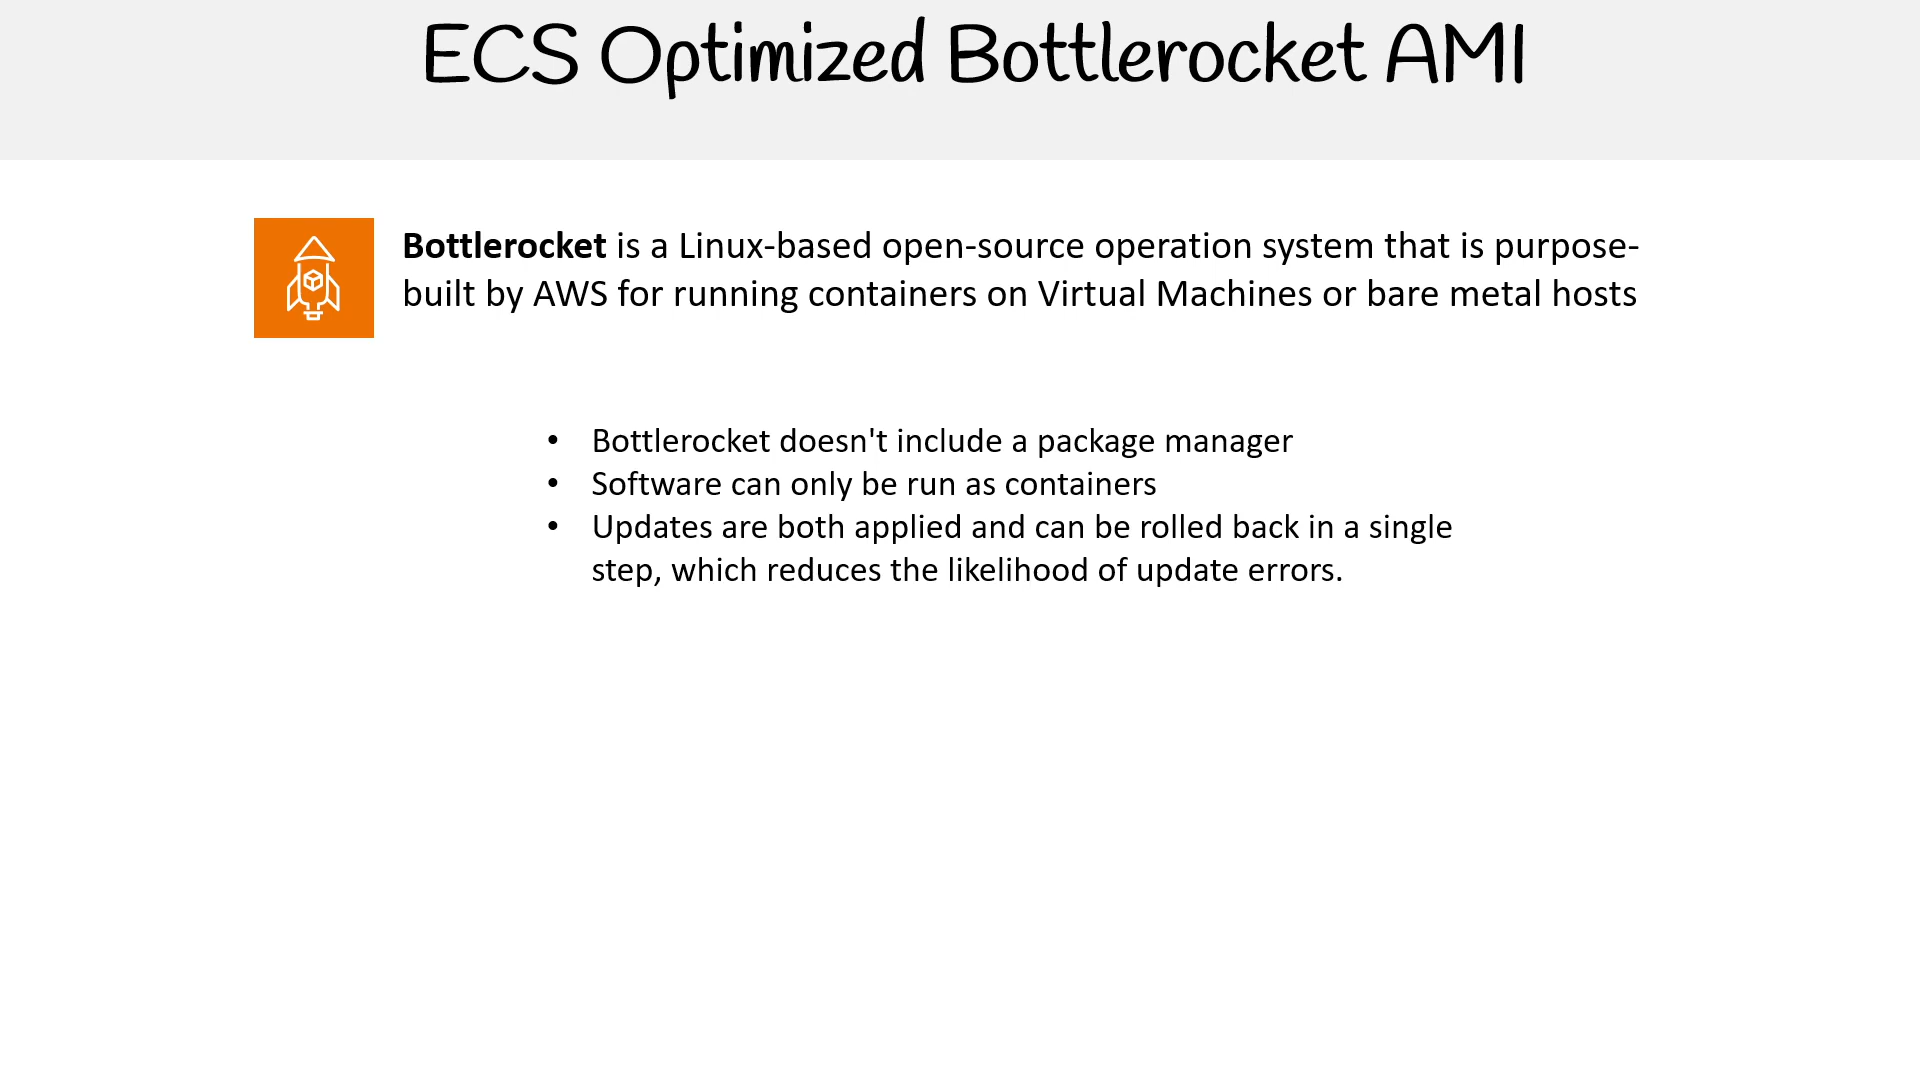 ECS Optimized Bottlerocket AMI
Bottlerocket is a Linux-based open-source operation system that is purpose-
built by AWS for running containers on Virtual Machines or bare metal hosts
• Bottlerocket doesn't include a package manager
• Software can only be run as containers
• Updates are both applied and can be rolled back in a single
step, which reduces the likelihood of update errors.